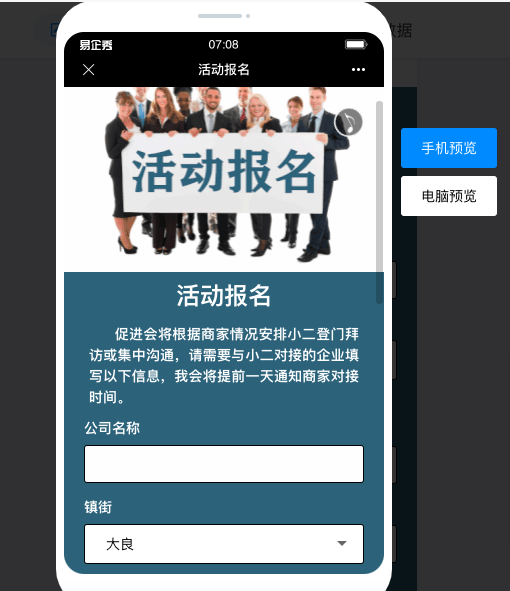 数据
易企秀
07:08
活动报名
活动报名
活动报名
促进会将根据商家情况安排小二登门拜
访或集中沟通，请需要与小二对接的企业填
写以下信息，我会将提前一天通知商家对接
时间。
公司名称
镇街
大良
手机预览
电脑预览